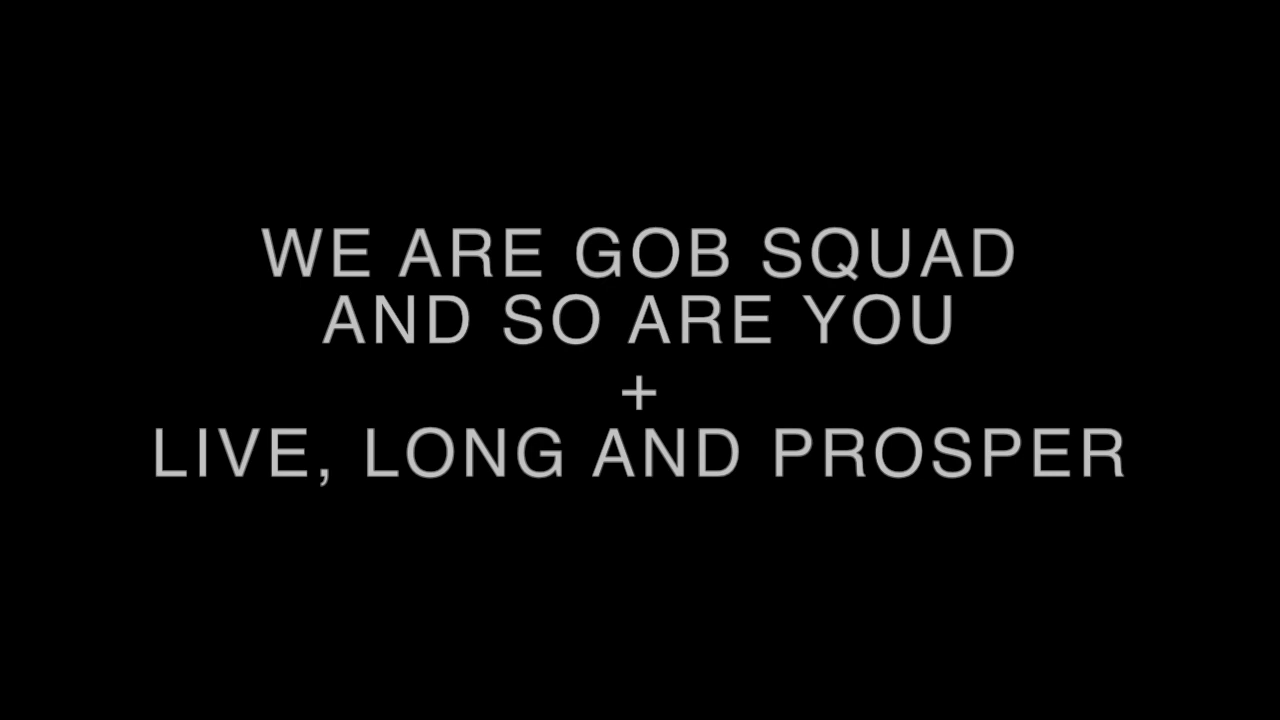 WE ARE GOB SQUAD
AND SO ARE YOU
+
LIVE, LONG AND PROSPER